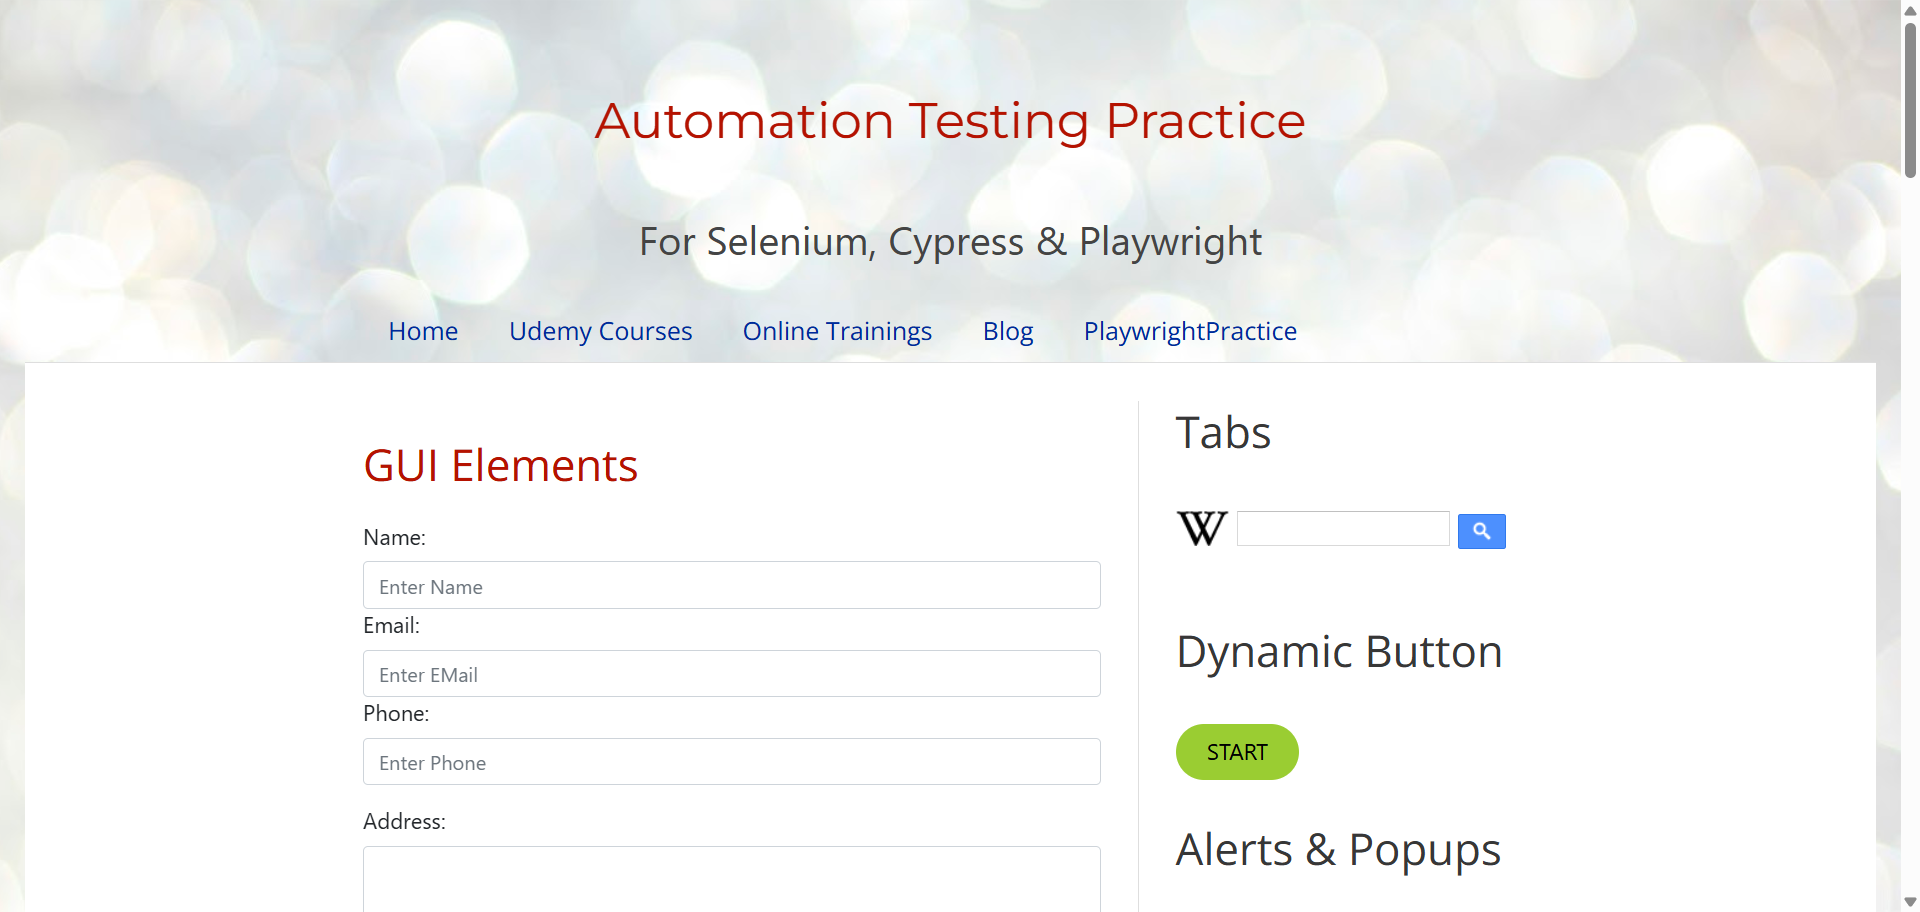 Automation Testing Practice
For Selenium, Cypress & Playwright
Home Udemy Courses Online Trainings Blog PlaywrightPractice
GUI Elements
Name:
Enter Name
Email:
Enter EMail
Phone:
Enter Phone
Address:
Tabs
W
Dynamic Button
START
Alerts & Popups